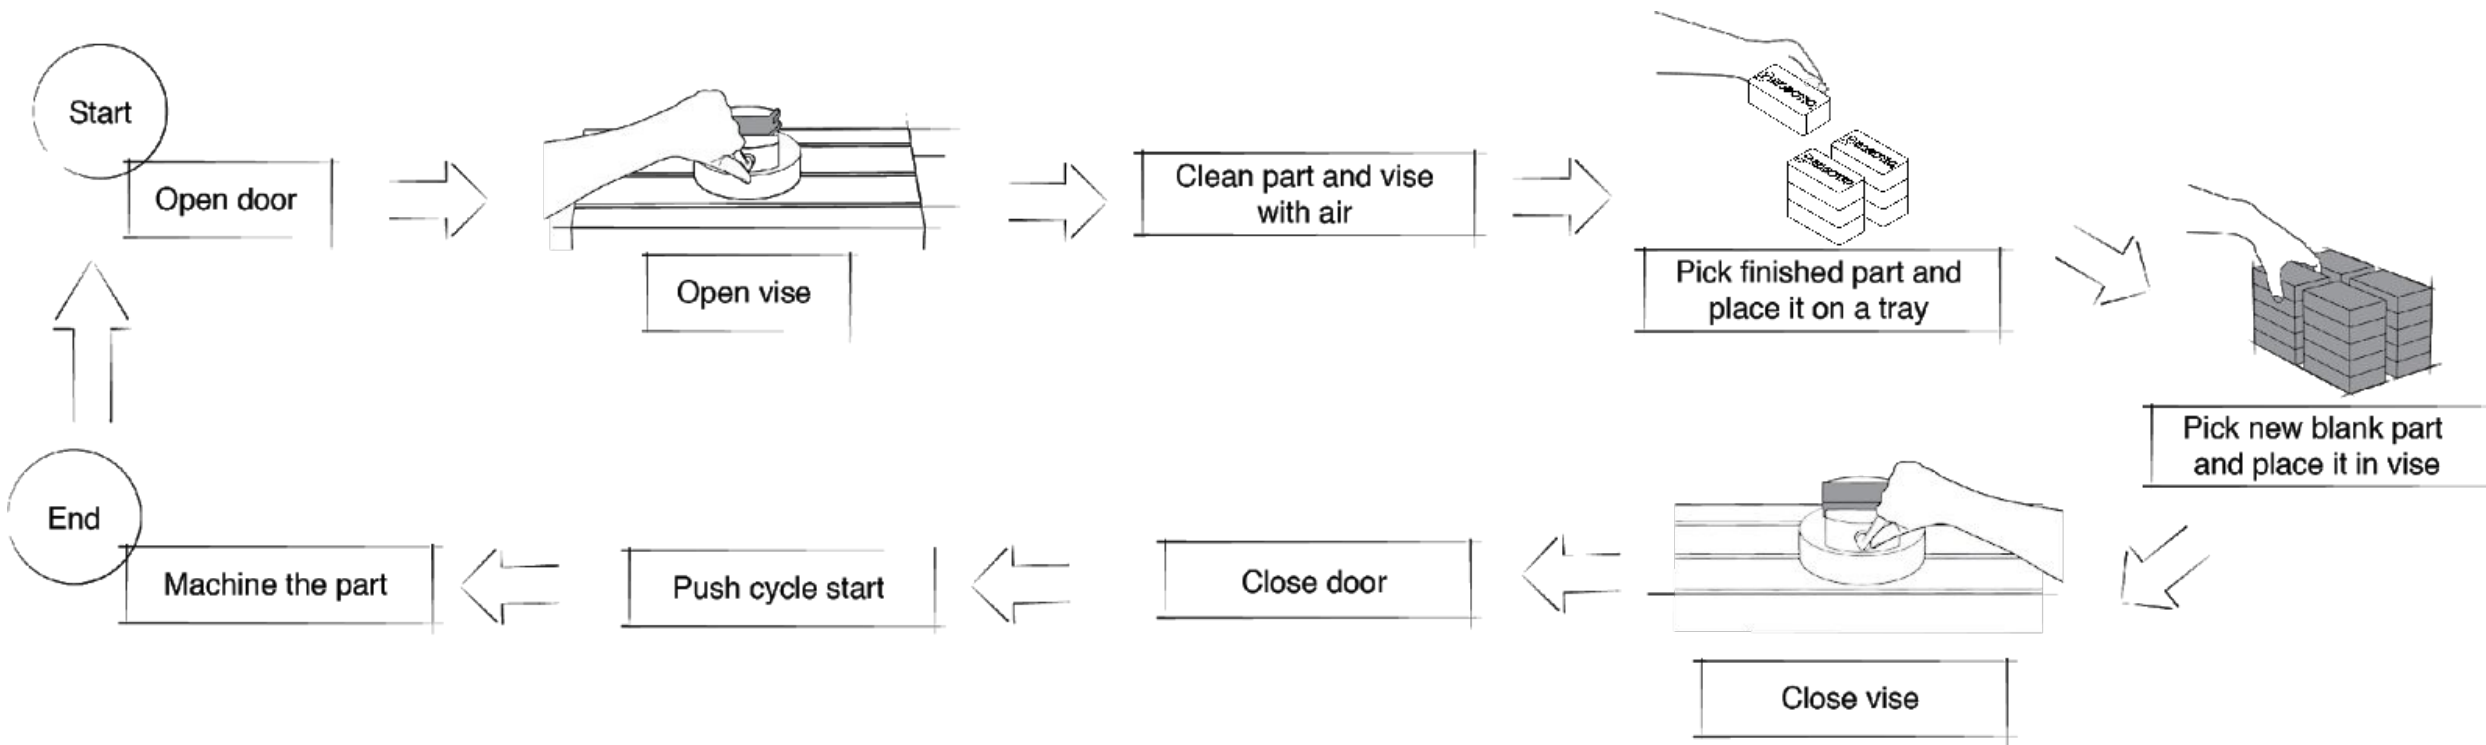 Start
Open door
Open vise
Clean part and vise
with air
Pick finished part and
place it on a tray
Pick new blank part
and place it in vise
Close vise
Close door
Push cycle start
Machine the part
End